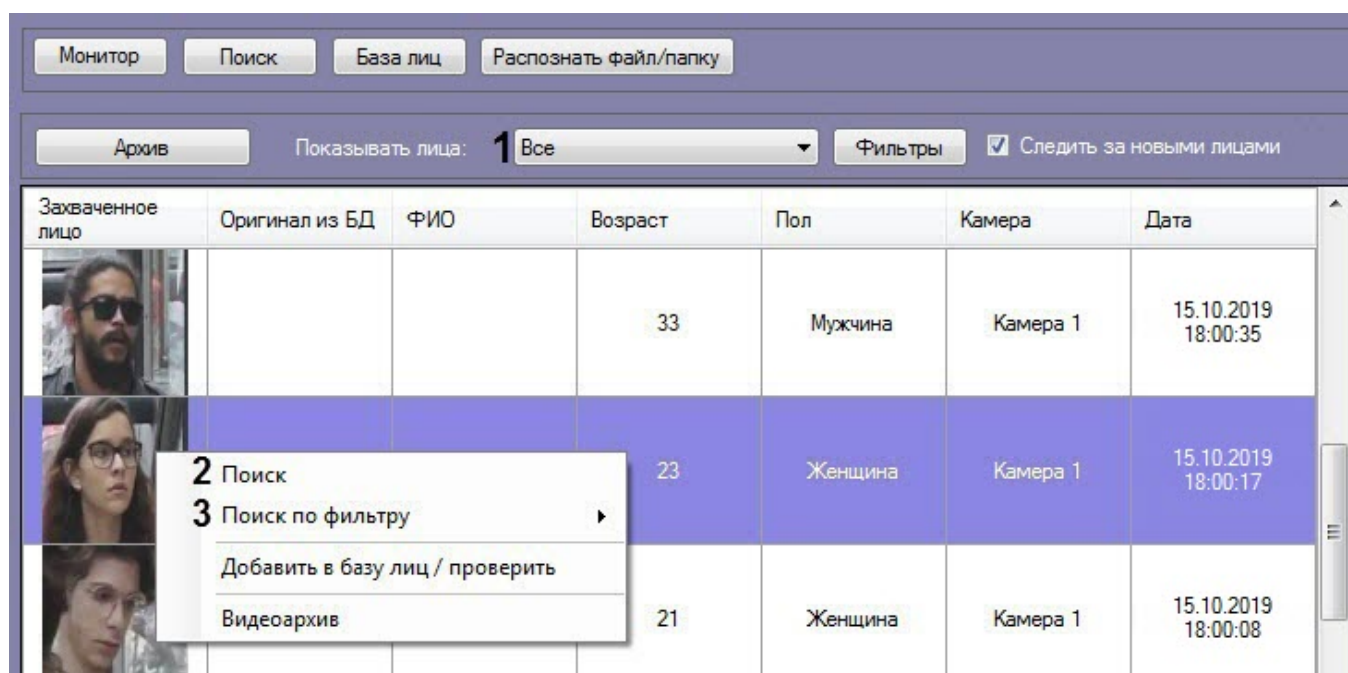 Монитор Поиск База лиц Распознать файл/папку
Архив Показывать лица: 1 Все Фильтры Следить за новыми лицами
Захваченное
лицо
Оригинал из БД ФИО Возраст Пол Камера Дата
33 Мужчина Камера 1 15.10.2019
18:00:35
23 Женщина Камера 1 15.10.2019
18:00:17
2 Поиск
3 Поиск по фильтру
Добавить в базу лиц / проверить
Видеоархив
21 Женщина Камера 1 15.10.2019
18:00:08